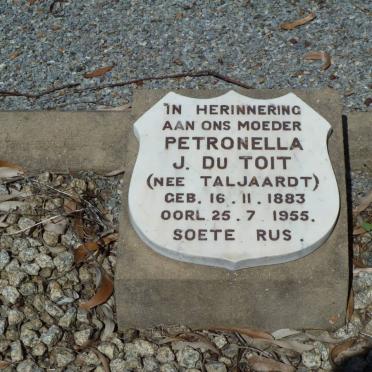 IN HERINNERING
AAN ONS MOEDER
PETRONELLA
J. DU TOIT
(NEE TALJAARDT)
GEB. 16.11.1883
OORL 25.7 1955.
SOETE RUS.